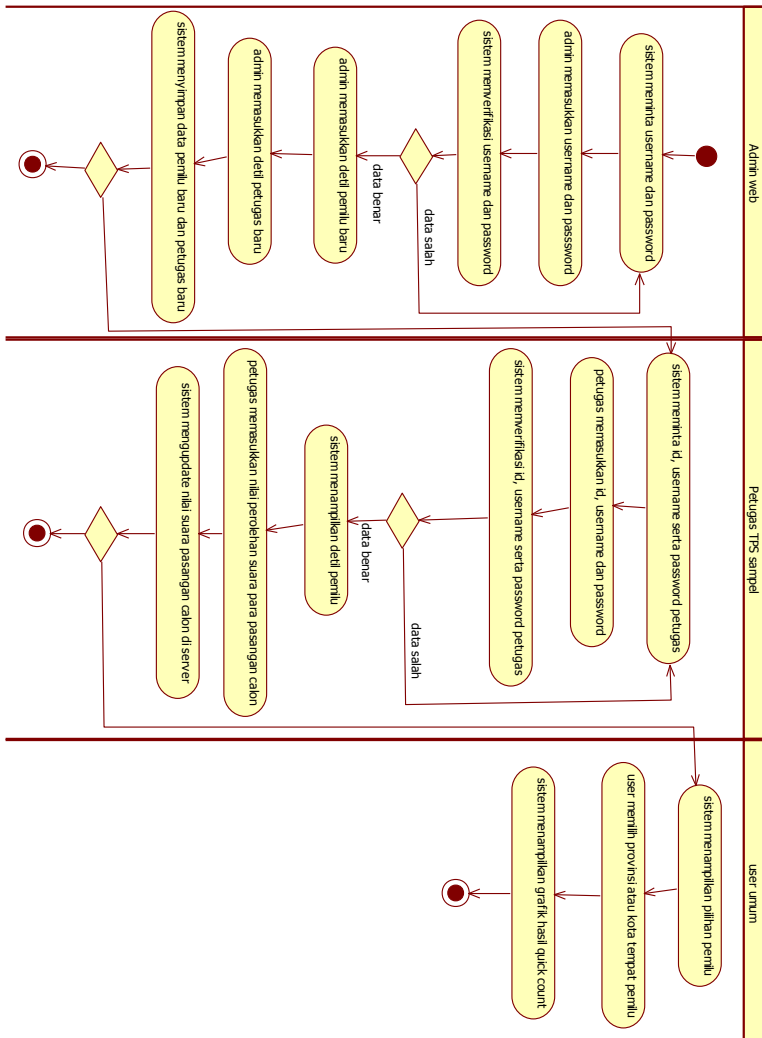 Admin web
sistem meminta username dan password
admin memasukkan username dan passsword
sistem memverifikasi username dan password
data salah
data benar
admin memasukkan detil pemilu baru
admin memasukkan detil petugas baru
sistem menyimpan data pemilu baru dan petugas baru
Petugas TPS sampel
sistem meminta id, username serta password petugas
petugas memasukkan id, username dan password
sistem memverifikasi id, username serta password petugas
data salah
data benar
sistem menampilkan detil pemilu
petugas memasukkan nilai perolehan suara para pasangan calon
sistem mengupdate nilai suara pasangan calon di server
user umum
sistem menampilkan pilihan pemilu
user memilih provinsi atau kota tempat pemilu
sistem menampilkan grafik hasil quick count